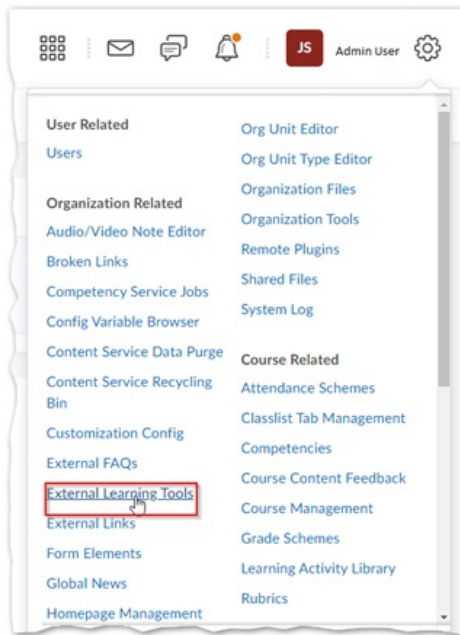 JS
Admin User
User Related
Users
Organization Related
Audio/Video Note Editor
Broken Links
Competency Service Jobs
Config Variable Browser
Content Service Data Purge
Content Service Recycling
Bin
Customization Config
External FAQs
External Learning Tools
External Links
Form Elements
Global News
Homepage Management
Org Unit Editor
Org Unit Type Editor
Organization Files
Organization Tools
Remote Plugins
Shared Files
System Log
Course Related
Attendance Schemes
Classlist Tab Management
Competencies
Course Content Feedback
Course Management
Grade Schemes
Learning Activity Library
Rubrics